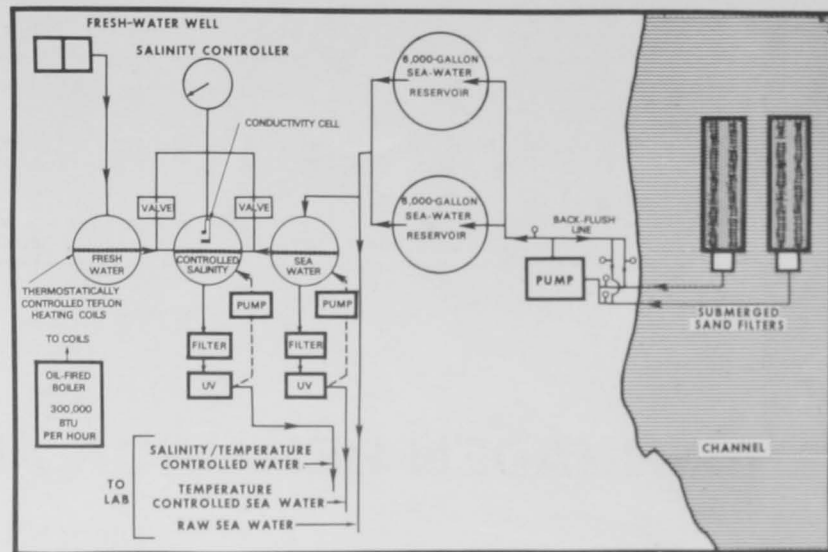 FRESH-WATER WELL
SALINITY CONTROLLER
CONDUCTIVITY CELL
6,000-GALLON
SEA-WATER
RESERVOIR
6,000-GALLON
SEA-WATER
RESERVOIR
BACK-FLUSH
LINE
VALVE
VALVE
FRESH
WATER
CONTROLLED
SALINITY
SEA
WATER
PUMP
THERMOSTATICALLY
CONTROLLED TEFLON
HEATING COILS
PUMP
PUMP
SUBMERGED
SAND FILTERS
TO COILS
FILTER
FILTER
OIL-FIRED
BOILER
300,000
BTU
PER HOUR
UV
UV
CHANNEL
TO
LAB
SALINITY/TEMPERATURE
CONTROLLED WATER
TEMPERATURE
CONTROLLED SEA WATER
RAW SEA WATER